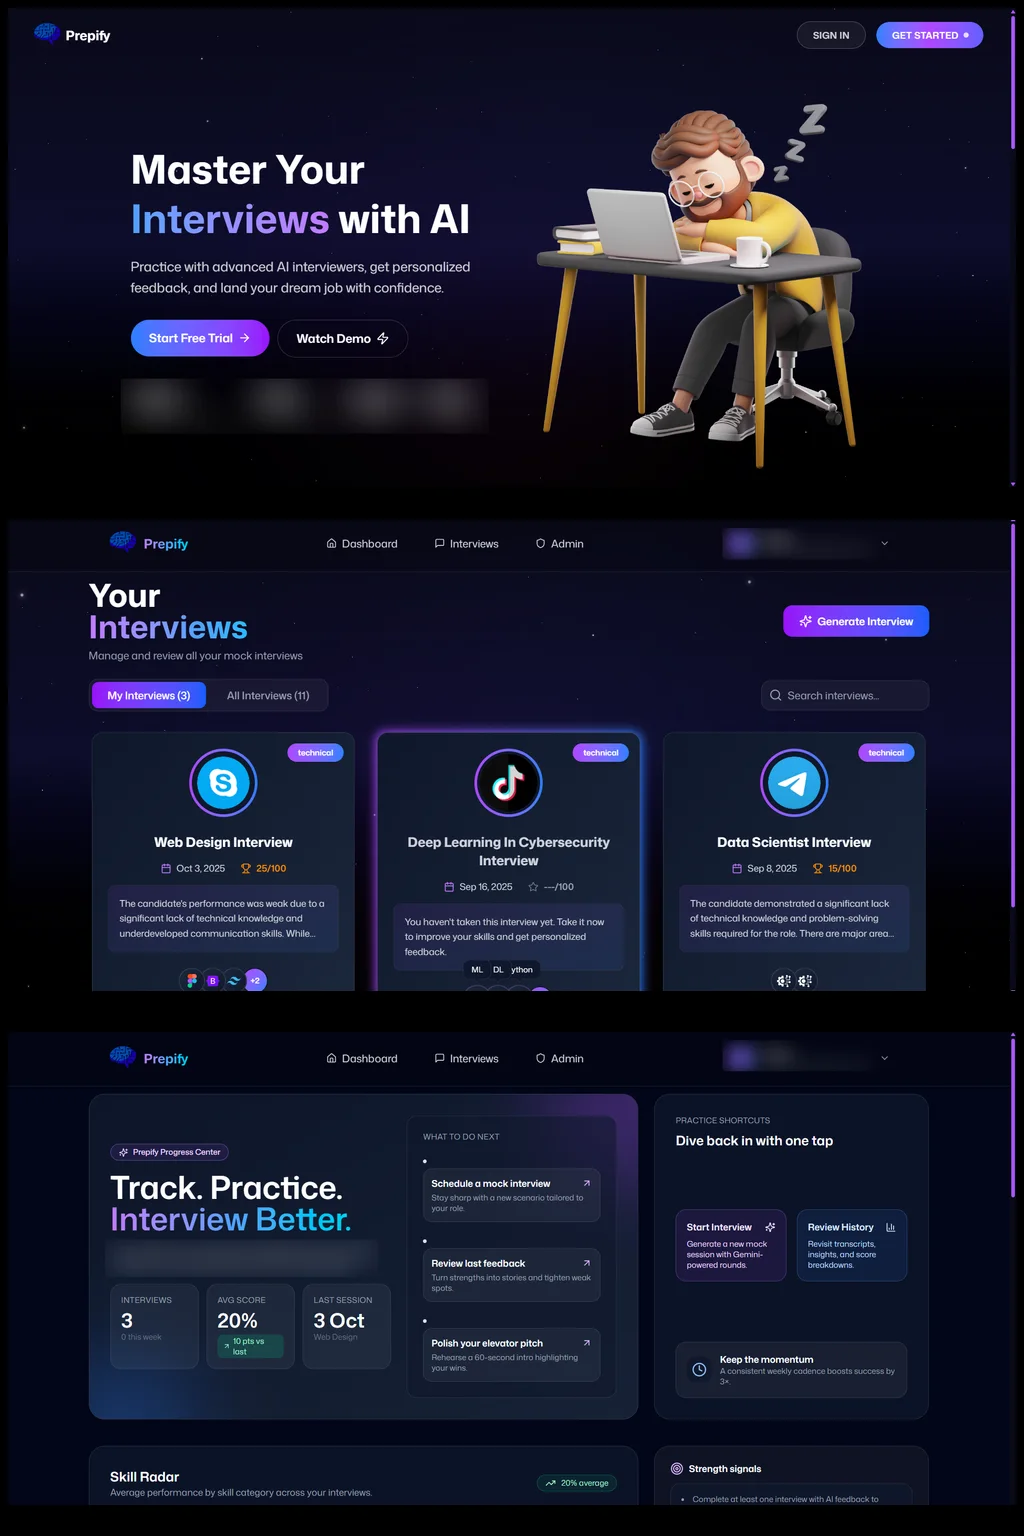 Prepify
SIGN IN
GET STARTED
Master Your
Interviews with AI
Practice with advanced AI interviewers, get personalized
feedback, and land your dream job with confidence.
Start Free Trial
Watch Demo
Z
Z
Z
Prepify
Dashboard
Interviews
Admin
Your
Interviews
Manage and review all your mock interviews
Generate Interview
My Interviews (3)
All Interviews (11)
Search interviews...
technical
Web Design Interview
Oct 3, 2025
25/100
The candidate's performance was weak due to a
significant lack of technical knowledge and
underdeveloped communication skills. While...
B
+2
technical
Deep Learning In Cybersecurity
Interview
Sep 16, 2025
---/100
You haven't taken this interview yet. Take it now
to improve your skills and get personalized
feedback.
ML
DL
ython
technical
Data Scientist Interview
Sep 8, 2025
15/100
The candidate demonstrated a significant lack
of technical knowledge and problem-solving
skills required for the role. There are major area...
Prepify
Dashboard
Interviews
Admin
Prepify Progress Center
Track. Practice.
Interview Better.
INTERVIEWS
3
0 this week
AVG SCORE
20%
10 pts vs
last
LAST SESSION
3 Oct
Web Design
WHAT TO DO NEXT
Schedule a mock interview
Stay sharp with a new scenario tailored to
your role.
Review last feedback
Turn strengths into stories and tighten weak
spots.
Polish your elevator pitch
Rehearse a 60-second intro highlighting
your wins.
PRACTICE SHORTCUTS
Dive back in with one tap
Start Interview
Generate a new mock
session with Gemini-
powered rounds.
Review History
Revisit transcripts,
insights, and score
breakdowns.
Keep the momentum
A consistent weekly cadence boosts success by
3×.
Skill Radar
Average performance by skill category across your interviews.
20% average
Strength signals
Complete at least one interview with AI feedback to